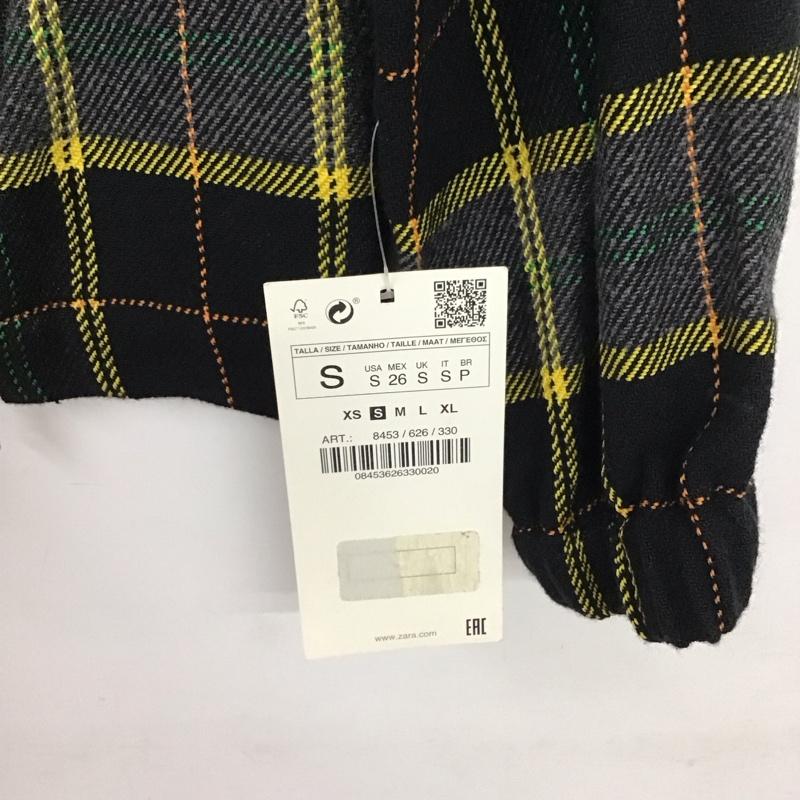 FSC
®
TALLA / SIZE / TAMANHO / TAILLE / MAAT / ΜΕΓΕΘΟΣ
S
USA MEX UK IT BR
S 26 S S P
XS S M L XL
ART.: 8453 / 626 / 330
08453626330020
www.zara.com
EAC